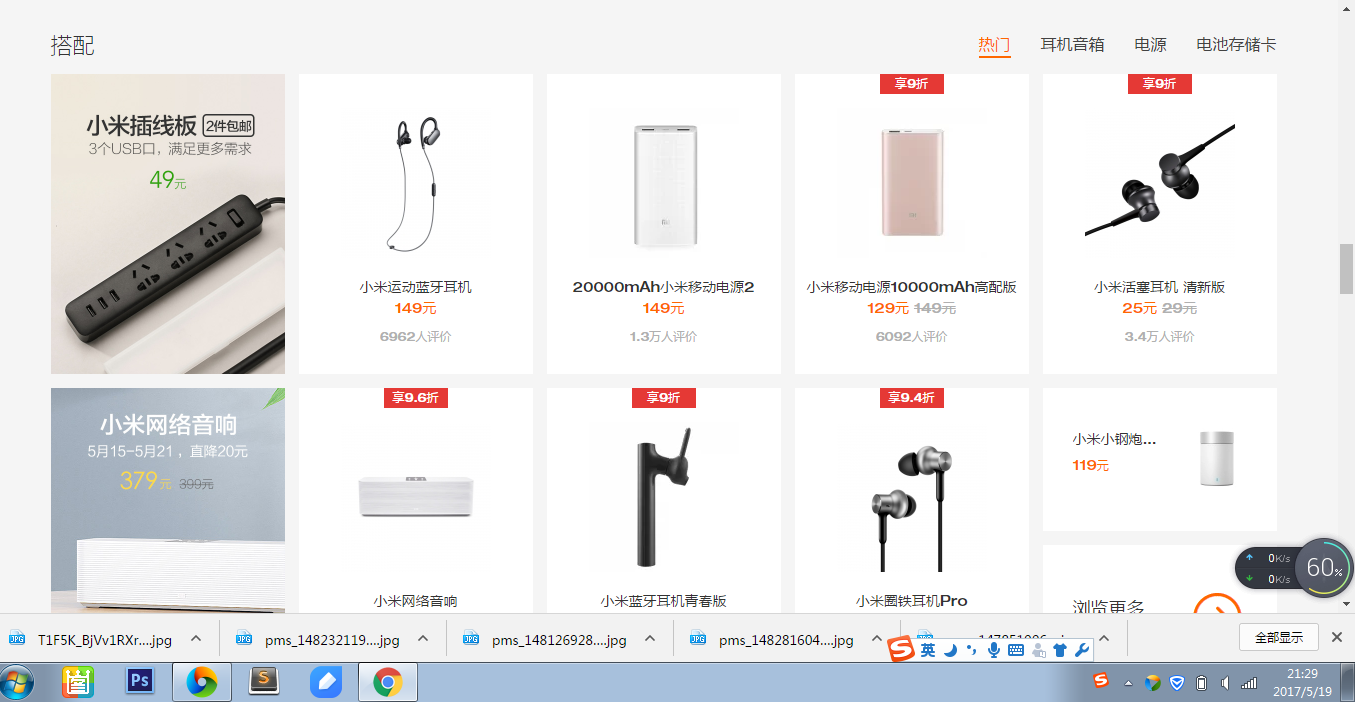 搭配
热门 耳机音箱 电源 电池存储卡
小米插线板 2件包邮
3个USB口，满足更多需求
49元
小米运动蓝牙耳机
149元
6962人评价
20000mAh小米移动电源2
149元
1.3万人评价
享9折
小米移动电源10000mAh高配版
129元 149元
6092人评价
享9折
小米活塞耳机 清新版
25元 29元
3.4万人评价
小米网络音响
5月15-5月21，直降20元
379元 399元
享9.6折
小米网络音响
享9折
小米蓝牙耳机青春版
享9.4折
小米圈铁耳机Pro
小米小钢炮...
119元
浏览更多
0K/s
0K/s
60%
T1F5K_BjVv1RXr....jpg
pms_148232119....jpg
pms_148126928....jpg
pms_148281604....jpg
全部显示
英
Ps
21:29
2017/5/19